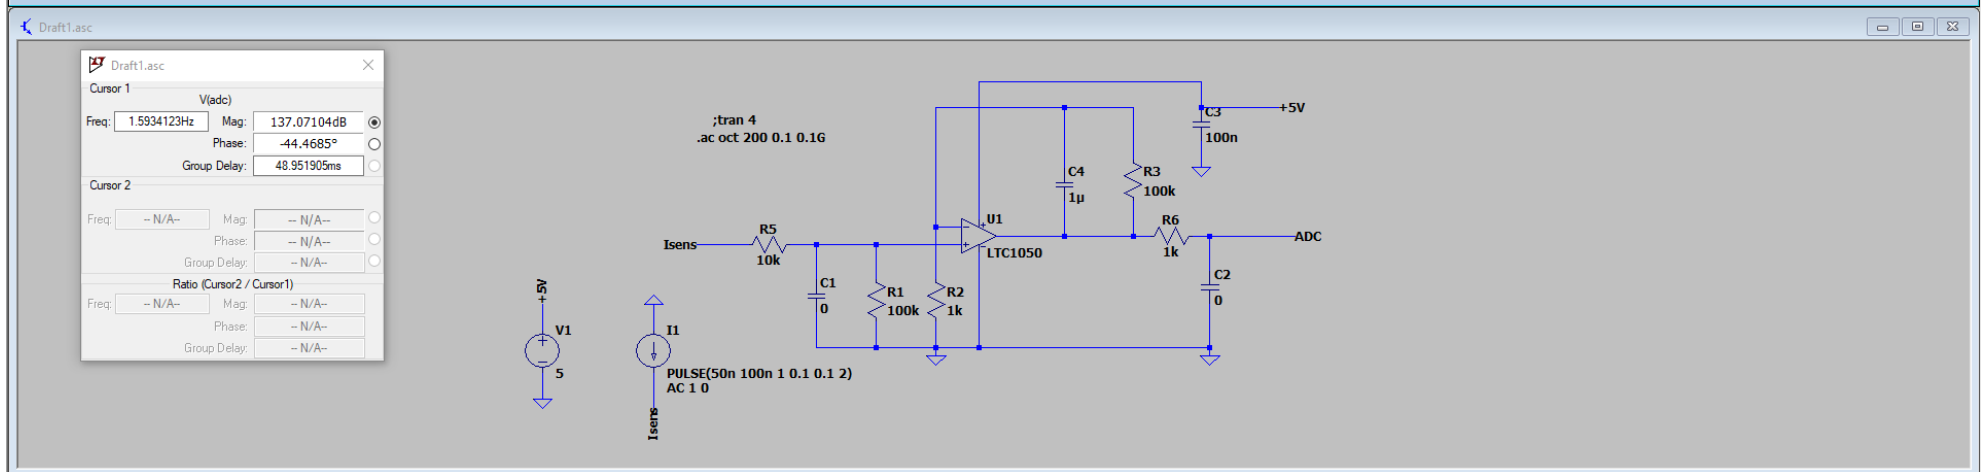 Draft1.asc
Draft1.asc
Cursor 1
V(adc)
Freq: 1.5934123Hz Mag: 137.07104dB
Phase: -44.4685°
Group Delay: 48.951905ms
Cursor 2
Freq: -- N/A-- Mag: -- N/A--
Phase: -- N/A--
Group Delay: -- N/A--
Ratio (Cursor2 / Cursor1)
Freq: -- N/A-- Mag: -- N/A--
Phase: -- N/A--
Group Delay: -- N/A--
;tran 4
.ac oct 200 0.1 0.1G
+5V
V1
5
I1
PULSE(50n 100n 1 0.1 0.1 2)
AC 1 0
Isens
Isens
R5
10k
C1
0
R1
100k
R2
1k
U1
LTC1050
C4
1µ
R3
100k
C3
100n
+5V
R6
1k
ADC
C2
0